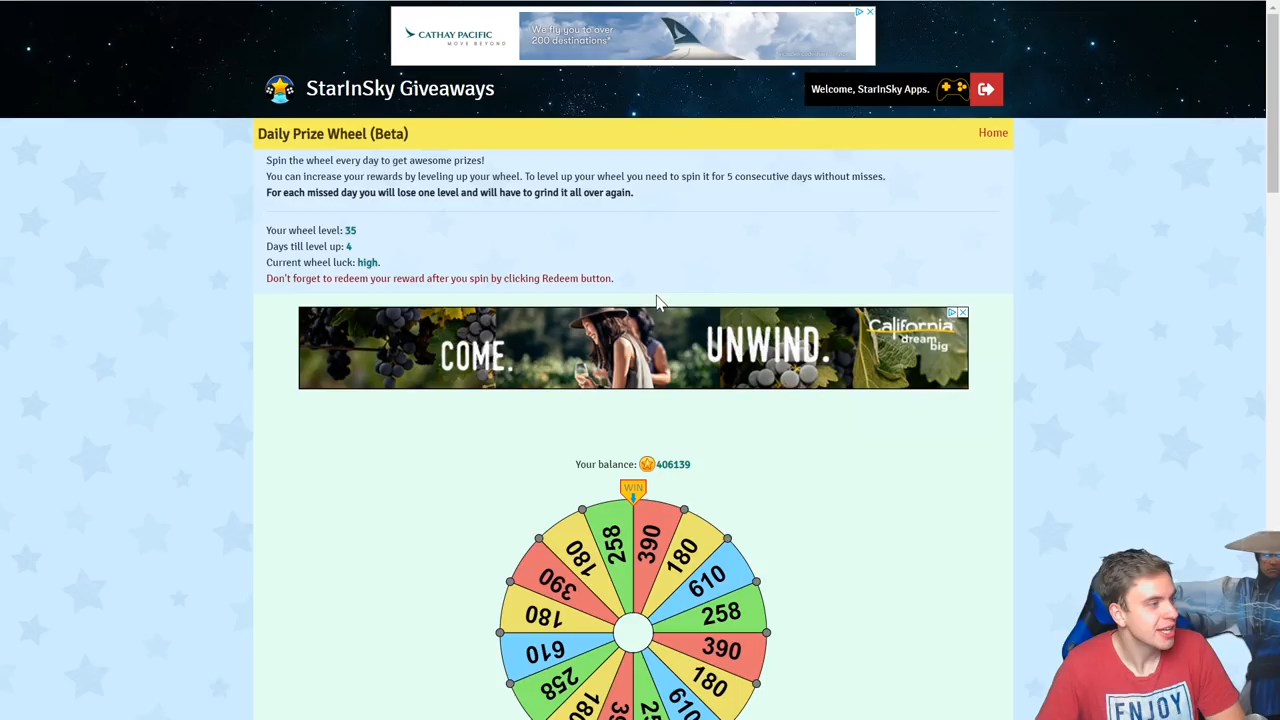 CATHAY PACIFIC
MOVE BEYOND
We fly you to over
200 destinations*
StarInSky Giveaways
Welcome, StarInSky Apps.
Daily Prize Wheel (Beta)
Home
Spin the wheel every day to get awesome prizes!
You can increase your rewards by leveling up your wheel. To level up your wheel you need to spin it for 5 consecutive days without misses.
For each missed day you will lose one level and will have to grind it all over again.
Your wheel level: 35
Days till level up: 4
Current wheel luck: high.
Don't forget to redeem your reward after you spin by clicking Redeem button.
COME.
UNWIND.
California
dream
big
Your balance: 406139
WIN
258
390
180
610
258
390
180
610
258
610
180
390
180
ENJOY